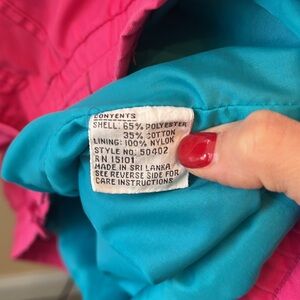 CONTENTS
SHELL: 65% POLYESTER
35% COTTON
LINING: 100% NYLON
STYLE NO. 50402
RN 15101
MADE IN SRI LANKA
SEE REVERSE SIDE FOR
CARE INSTRUCTIONS